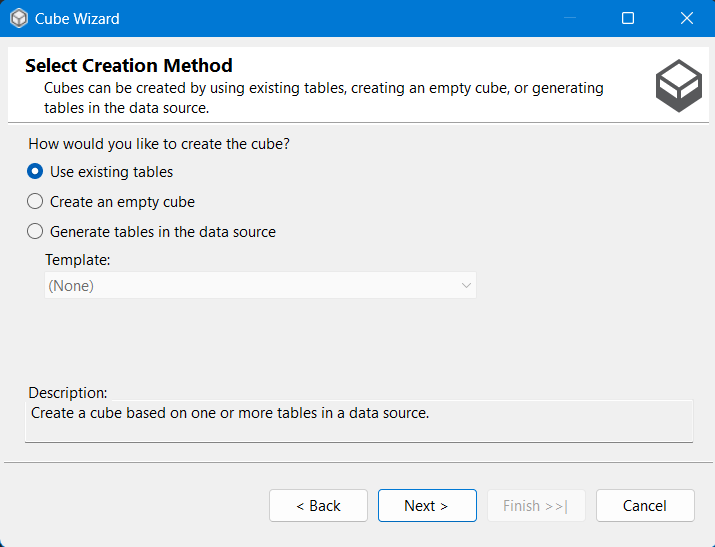 Cube Wizard
Select Creation Method
Cubes can be created by using existing tables, creating an empty cube, or generating
tables in the data source.
How would you like to create the cube?
Use existing tables
Create an empty cube
Generate tables in the data source
Template:
(None)
Description:
Create a cube based on one or more tables in a data source.
< Back
Next >
Finish >>|
Cancel